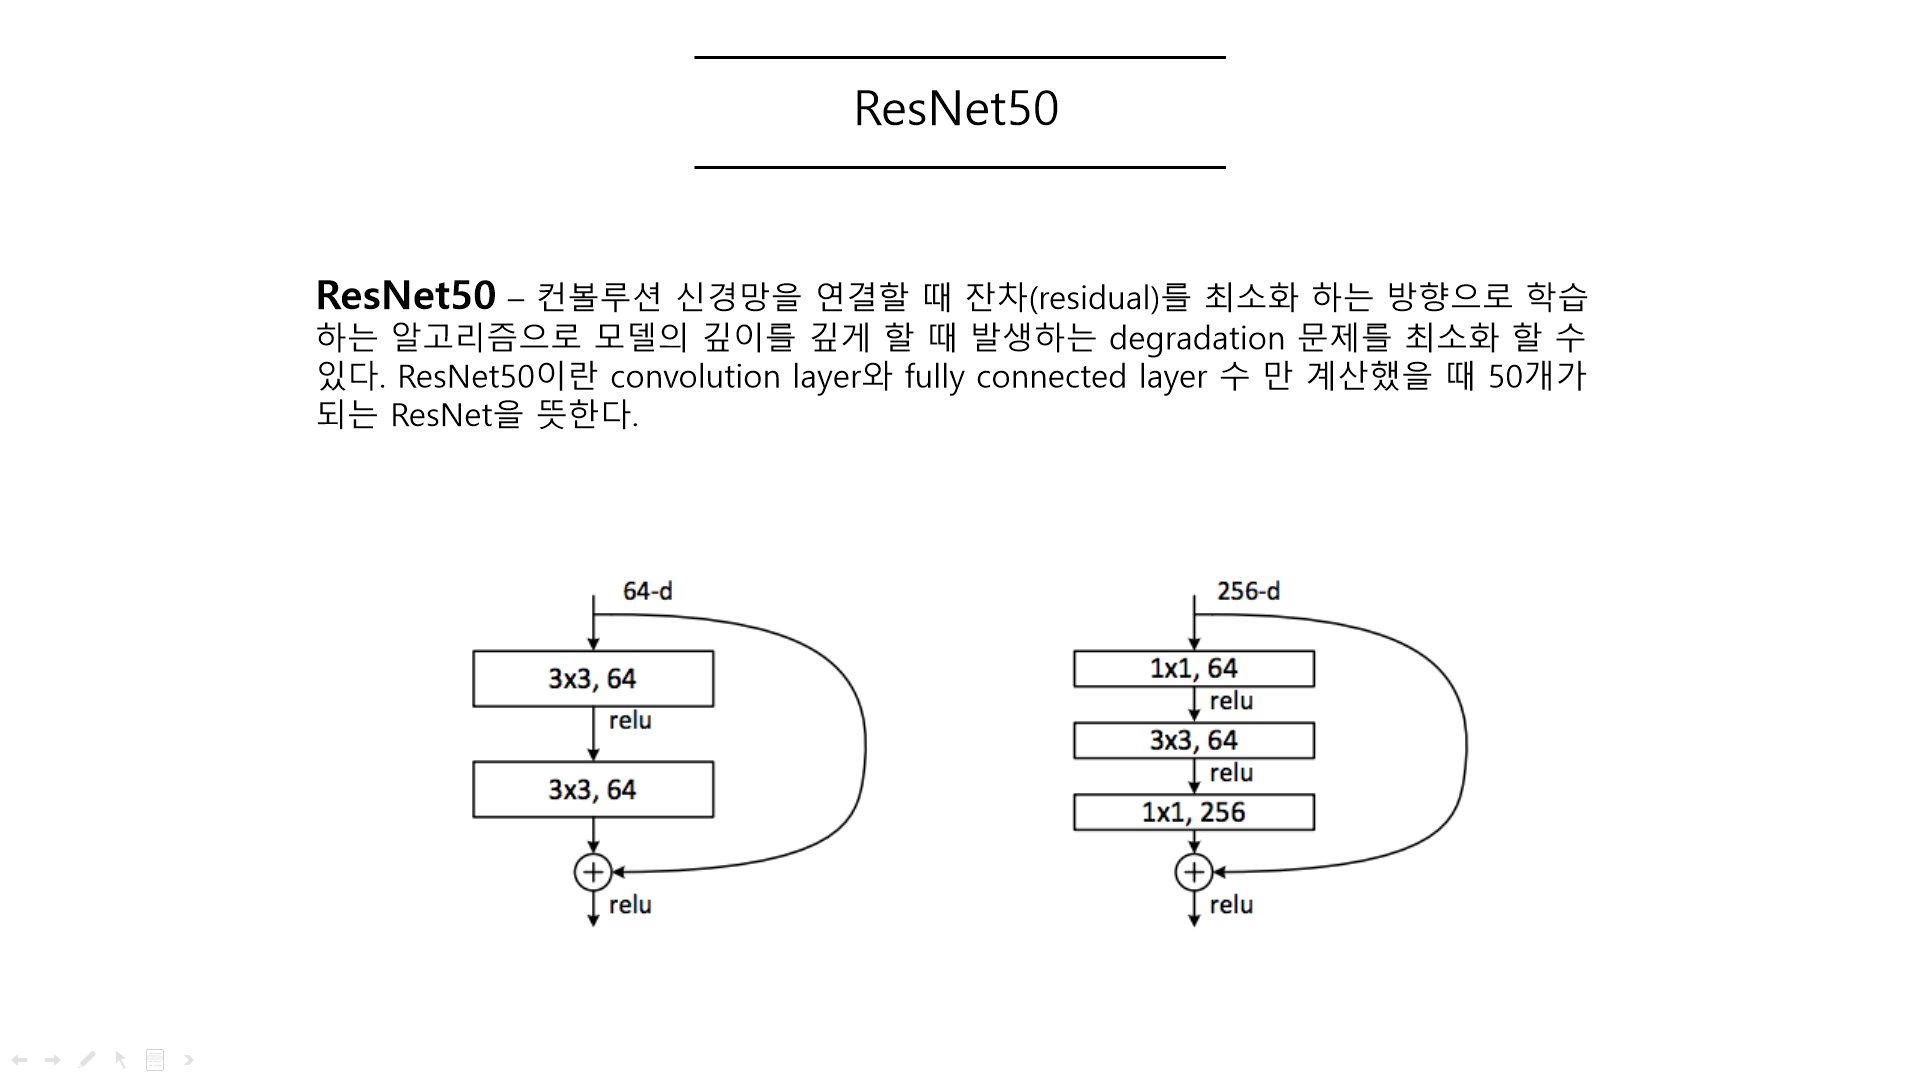 ResNet50
ResNet50 – 컨볼루션 신경망을 연결할 때 잔차(residual)를 최소화 하는 방향으로 학습
하는 알고리즘으로 모델의 깊이를 깊게 할 때 발생하는 degradation 문제를 최소화 할 수
있다. ResNet50이란 convolution layer와 fully connected layer 수 만 계산했을 때 50개가
되는 ResNet을 뜻한다.
64-d
3x3, 64
relu
3x3, 64
relu
256-d
1x1, 64
relu
3x3, 64
relu
1x1, 256
relu